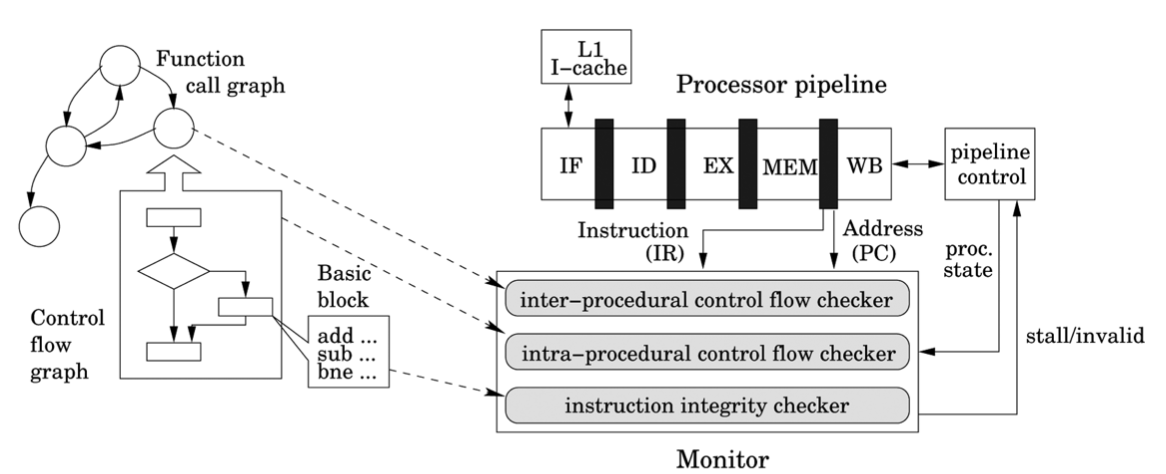 Function
call graph
L1
I−cache
Processor pipeline
IF
ID
EX
MEM
WB
pipeline
control
Instruction
(IR)
Address
(PC)
proc.
state
Control
flow
graph
Basic
block
add ...
sub ...
bne ...
inter−procedural control flow checker
intra−procedural control flow checker
instruction integrity checker
stall/invalid
Monitor